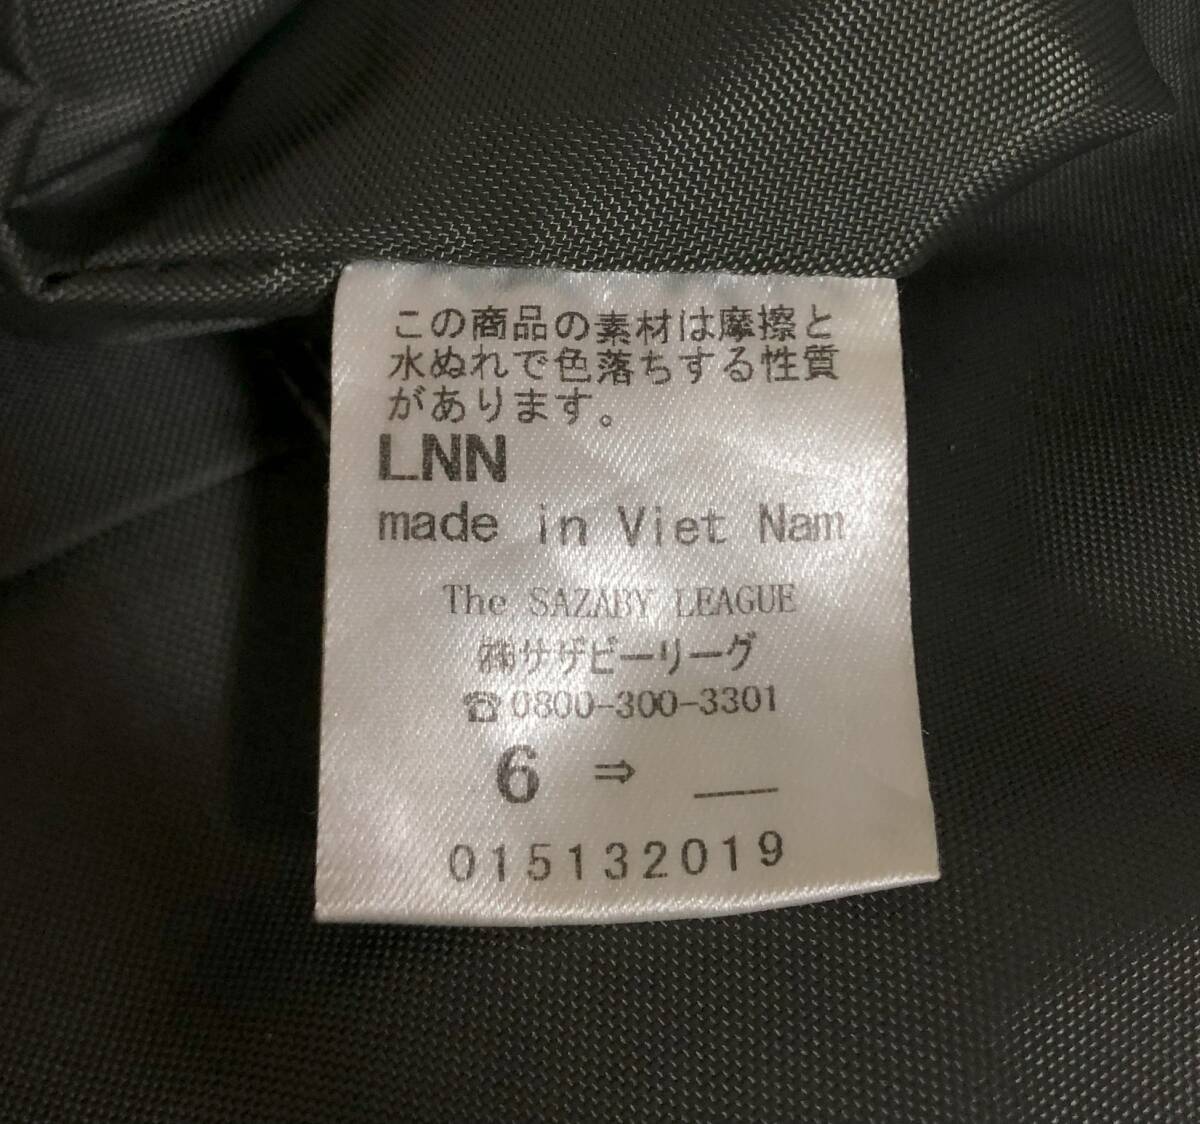 この商品の素材は摩擦と
水ぬれで色落ちする性質
があります。
LNN
made in Viet Nam
The SAZABY LEAGUE
㈱サザビーリーグ
☎0800-300-3301
6 ⇒ __
015132019